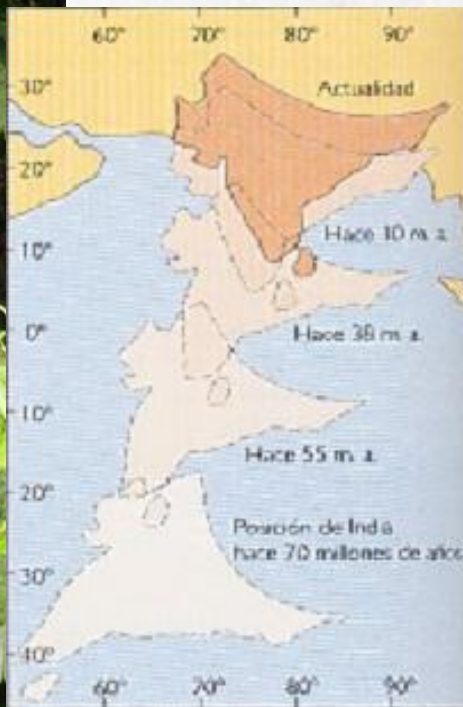 60° 70° 80° 90°
30°
Actualidad
20°
Hace 10 m. a.
10°
0°
Hace 38 m. a.
10°
Hace 55 m. a.
20°
Posición de India
hace 70 millones de años
30°
40°
60° 70° 80° 90°